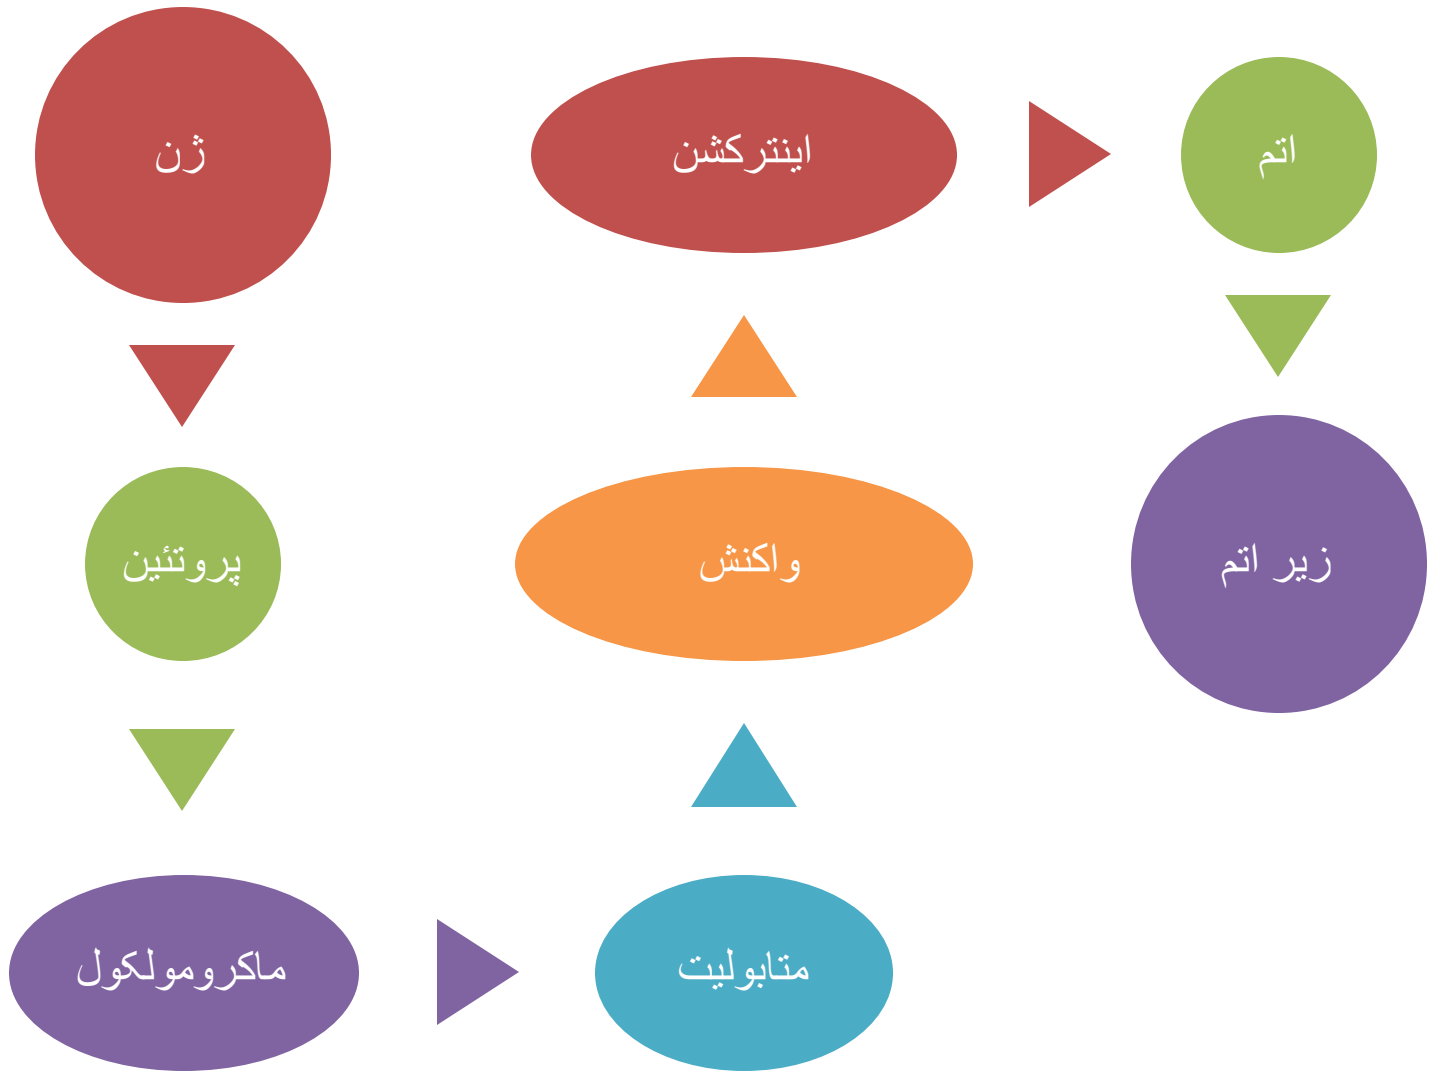 ژن
پروتئین
ماکرومولکول
متابولیت
واکنش
اینترکشن
اتم
زیر اتم